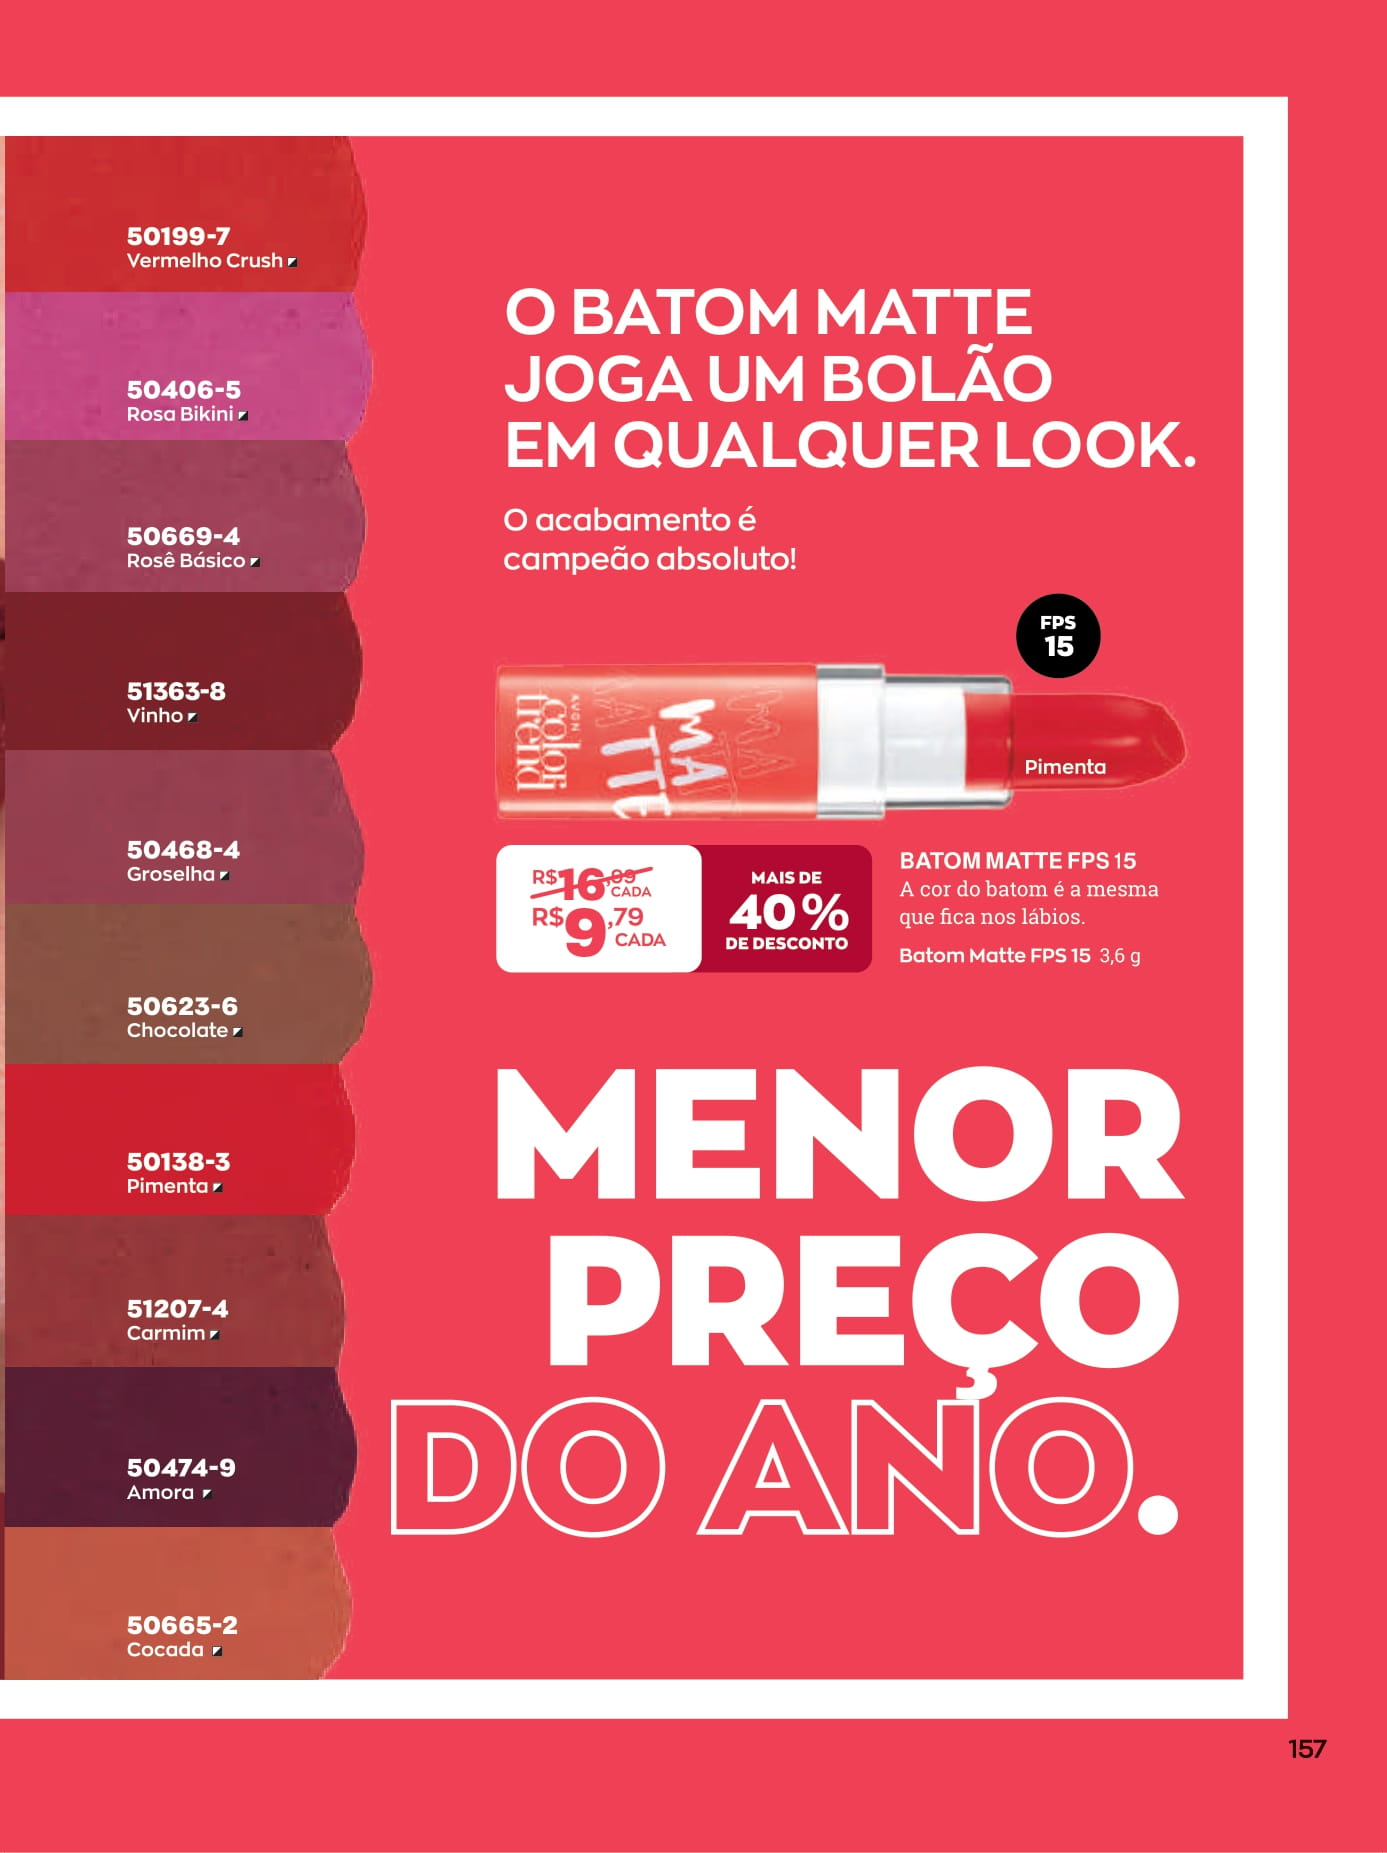 50199-7
Vermelho Crush
50406-5
Rosa Bikini
50669-4
Rosê Básico
51363-8
Vinho
50468-4
Groselha
50623-6
Chocolate
50138-3
Pimenta
51207-4
Carmim
50474-9
Amora
50665-2
Cocada
O BATOM MATTE
JOGA UM BOLÃO
EM QUALQUER LOOK.
O acabamento é
campeão absoluto!
FPS
15
AVON
color
trend
MA
TTE
MA
Pimenta
R$16,99
CADA
R$9,79
CADA
MAIS DE
40%
DE DESCONTO
BATOM MATTE FPS 15
A cor do batom é a mesma
que fica nos lábios.
Batom Matte FPS 15 3,6 g
MENOR
PREÇO
DO ANO.
157